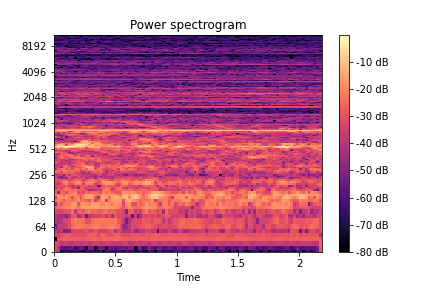 Power spectrogram
8192
4096
2048
1024
512
256
128
64
0
Hz
0
0.5
1
1.5
2
Time
-10 dB
-20 dB
-30 dB
-40 dB
-50 dB
-60 dB
-70 dB
-80 dB